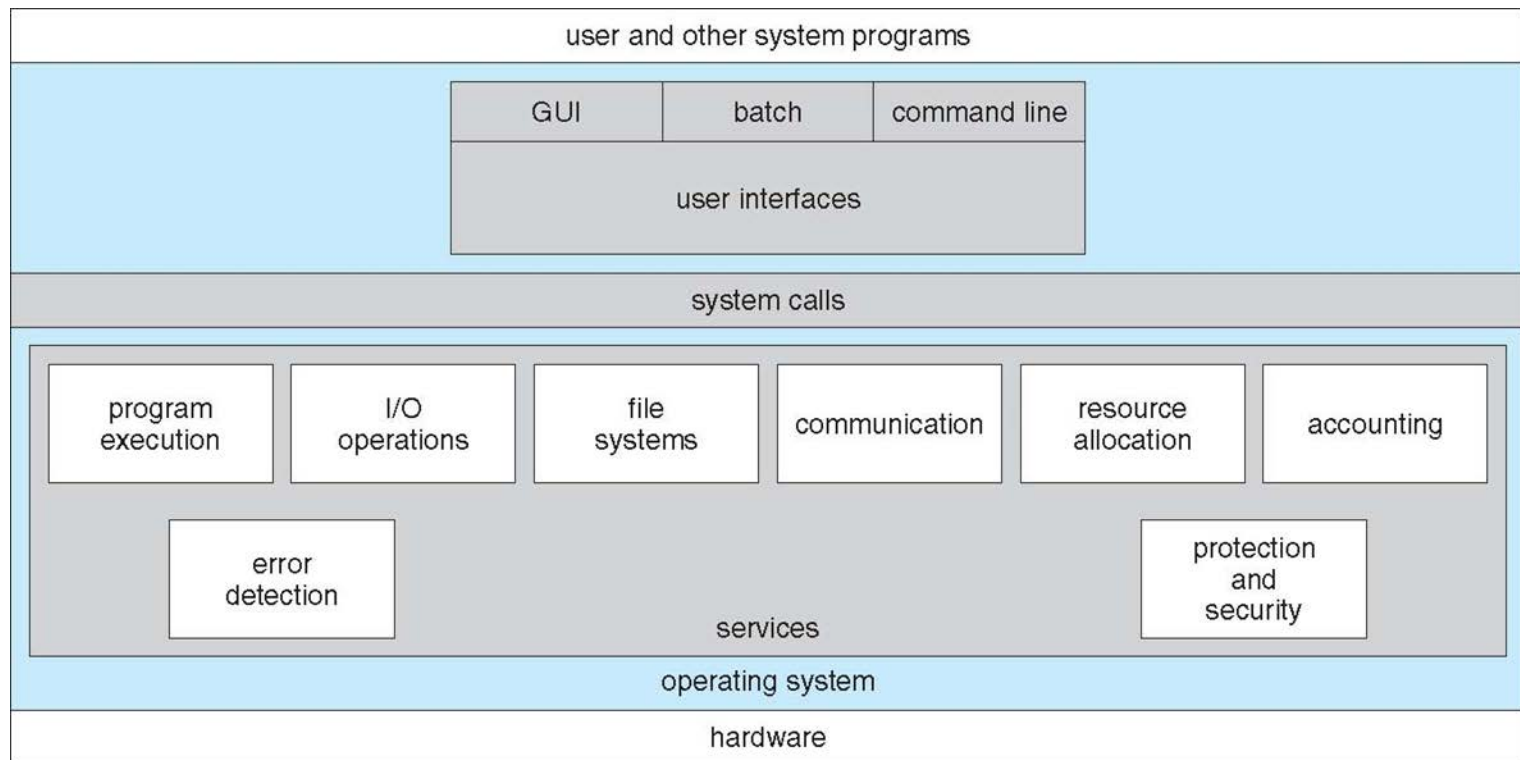 user and other system programs
GUI
batch
command line
user interfaces
system calls
program
execution
I/O
operations
file
systems
communication
resource
allocation
accounting
error
detection
protection
and
security
services
operating system
hardware